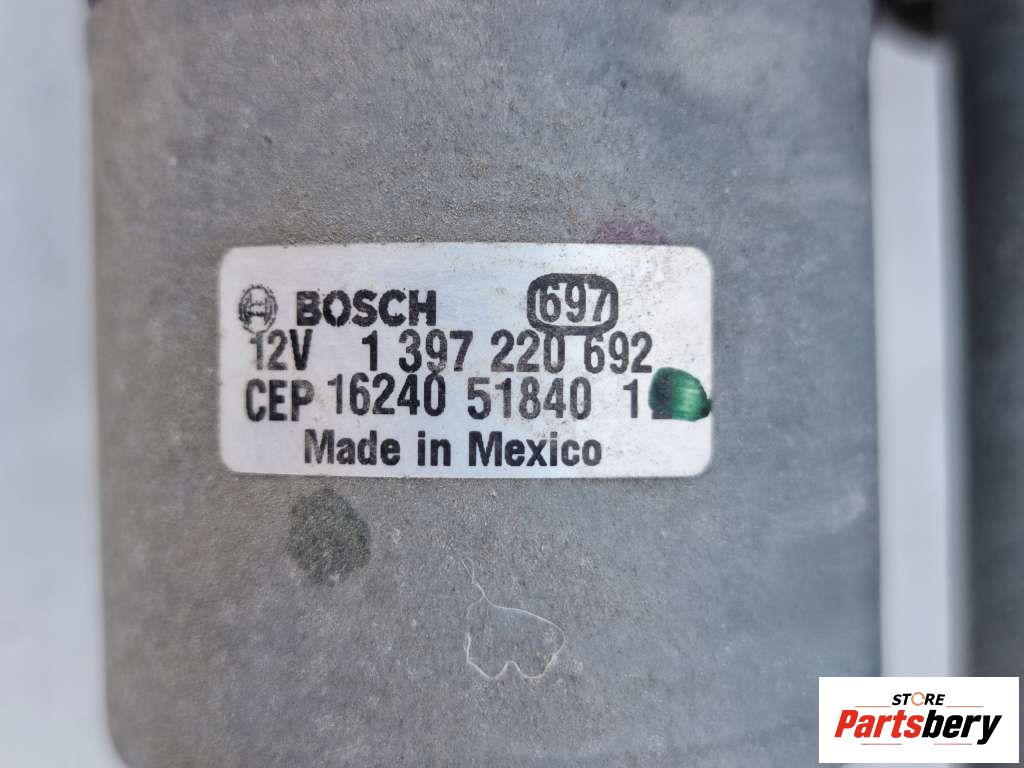 BOSCH 697
12V 1 397 220 692
CEP 16240 51840 1
Made in Mexico
STORE
Partsbery